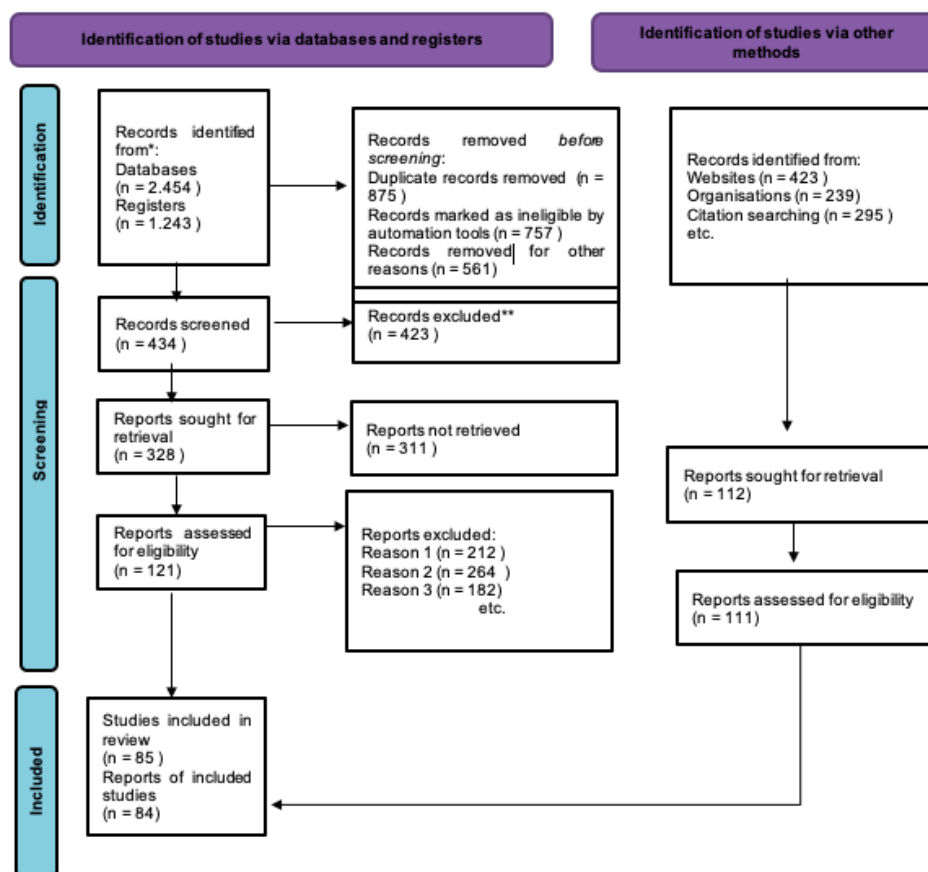 Identification of studies via databases and registers
Identification of studies via other
methods
Identification
Records identified
from*:
Databases
(n = 2.454 )
Registers
(n = 1.243 )
Records removed before
screening:
Duplicate records removed (n =
875 )
Records marked as ineligible by
automation tools (n = 757 )
Records removed for other
reasons (n = 561)
Records identified from:
Websites (n = 423 )
Organisations (n = 239)
Citation searching (n = 295 )
etc.
Screening
Records screened
(n = 434 )
Records excluded**
(n = 423 )
Reports sought for
retrieval
(n = 328 )
Reports not retrieved
(n = 311 )
Reports sought for retrieval
(n = 112)
Reports assessed
for eligibility
(n = 121)
Reports excluded:
Reason 1 (n = 212 )
Reason 2 (n = 264 )
Reason 3 (n = 182)
etc.
Reports assessed for eligibility
(n = 111)
Included
Studies included in
review
(n = 85 )
Reports of included
studies
(n = 84)